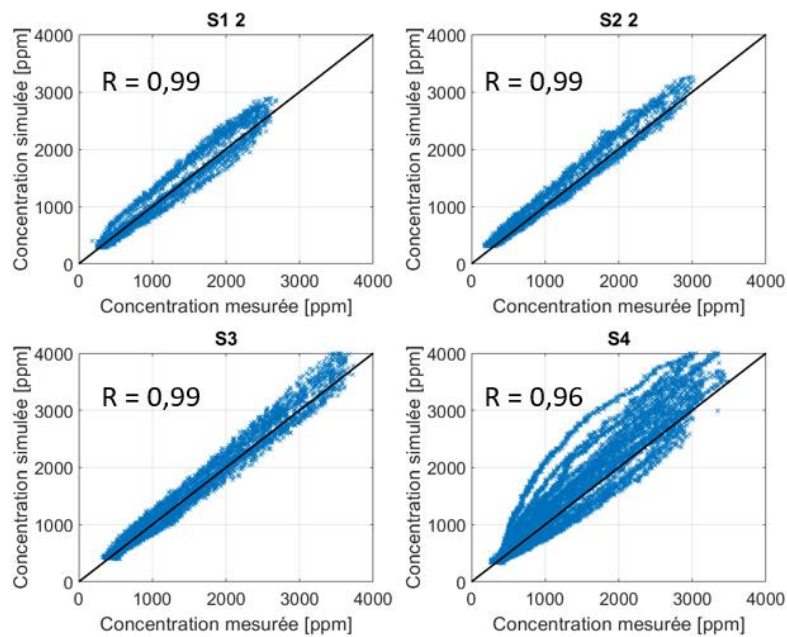 S1 2
4000
3000
2000
1000
0
R = 0,99
Concentration simulée [ppm]
0 1000 2000 3000 4000
Concentration mesurée [ppm]
S2 2
4000
3000
2000
1000
0
R = 0,99
Concentration simulée [ppm]
0 1000 2000 3000 4000
Concentration mesurée [ppm]
S3
4000
3000
2000
1000
0
R = 0,99
Concentration simulée [ppm]
0 1000 2000 3000 4000
Concentration mesurée [ppm]
S4
4000
3000
2000
1000
0
R = 0,96
Concentration simulée [ppm]
0 1000 2000 3000 4000
Concentration mesurée [ppm]